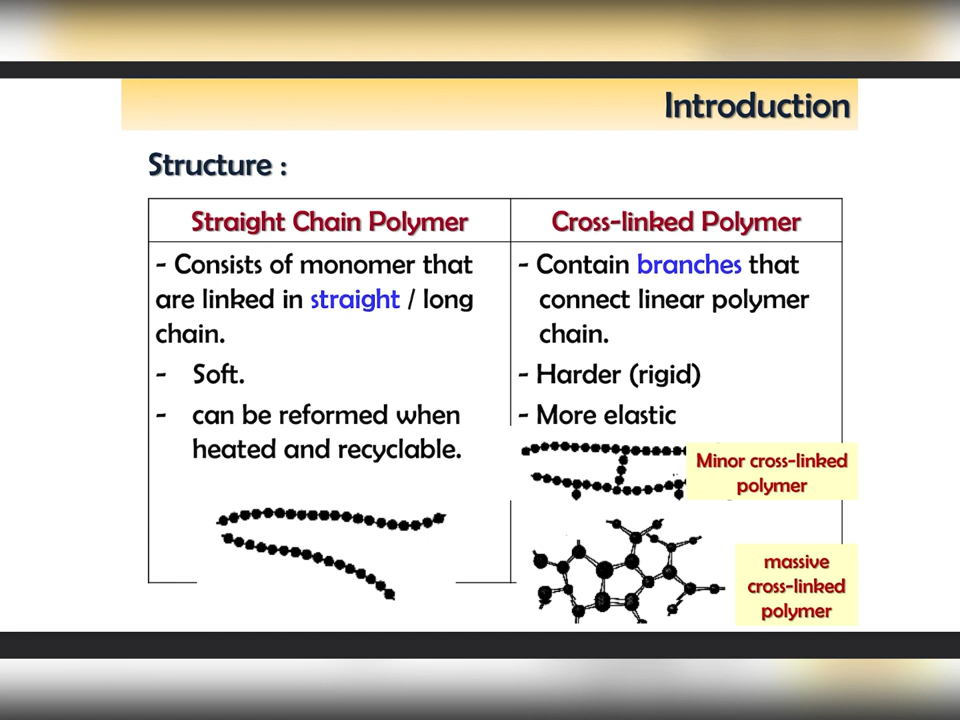 Introduction
Structure :
Straight Chain Polymer
- Consists of monomer that
are linked in straight / long
chain.
- Soft.
- can be reformed when
heated and recyclable.
Cross-linked Polymer
- Contain branches that
connect linear polymer
chain.
- Harder (rigid)
- More elastic
Minor cross-linked
polymer
massive
cross-linked
polymer